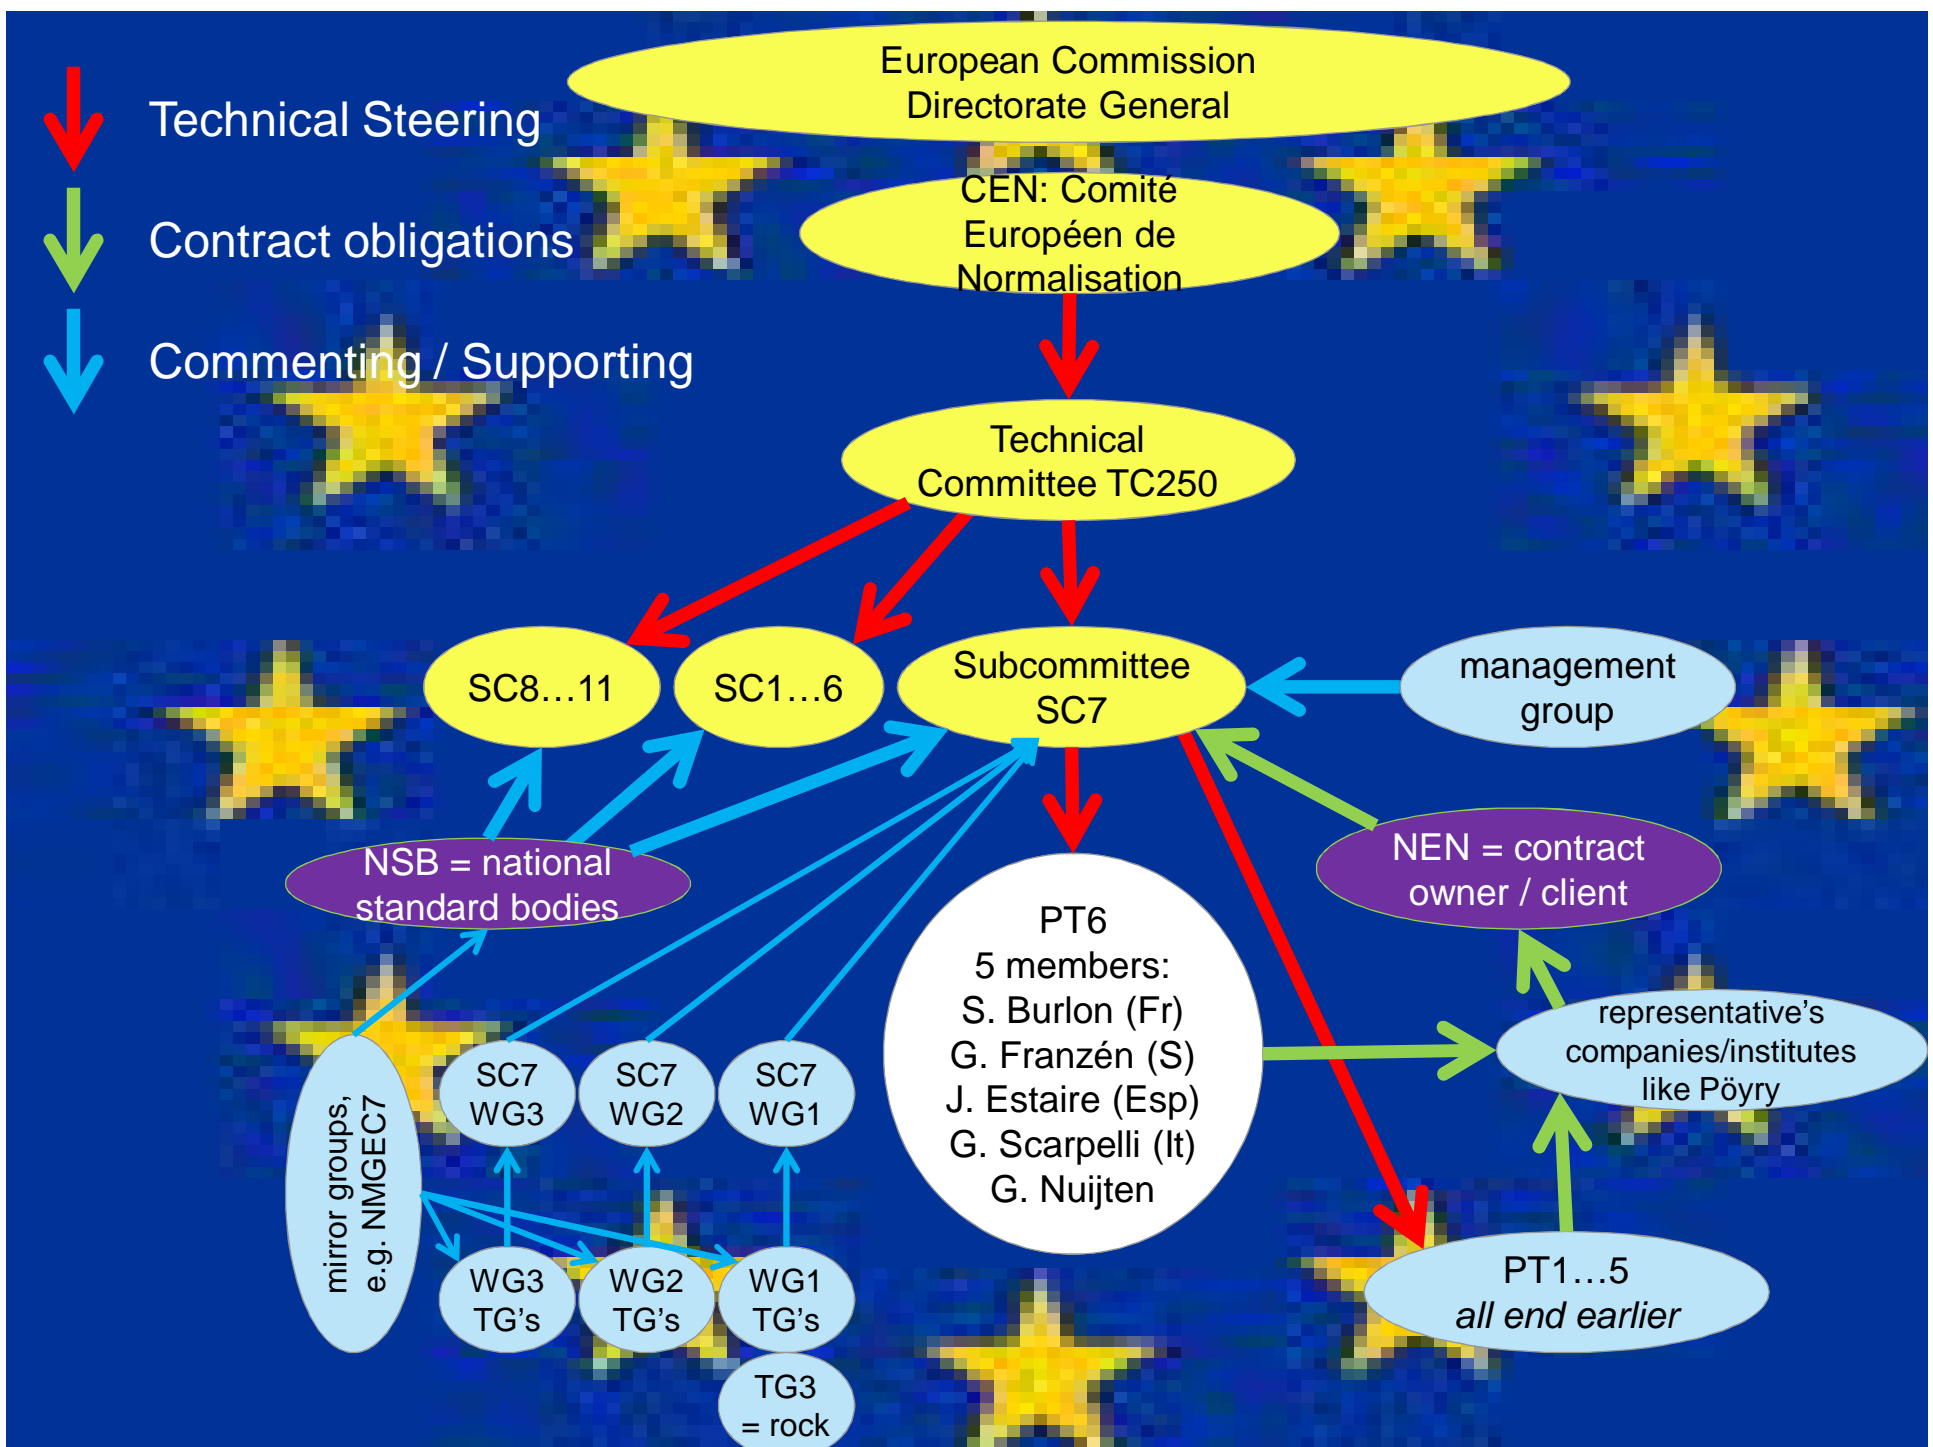 European Commission
Directorate General
Technical Steering
CEN: Comité
Européen de
Normalisation
Contract obligations
Commenting / Supporting
Technical
Committee TC250
SC8…11
SC1…6
Subcommittee
SC7
management
group
NSB = national
standard bodies
NEN = contract
owner / client
PT6
5 members:
S. Burlon (Fr)
G. Franzén (S)
J. Estaire (Esp)
G. Scarpelli (It)
G. Nuijten
representative’s
companies/institutes
like Pöyry
mirror groups,
e.g. NMGEC7
SC7
WG3
SC7
WG2
SC7
WG1
WG3
TG’s
WG2
TG’s
WG1
TG’s
PT1…5
all end earlier
TG3
= rock